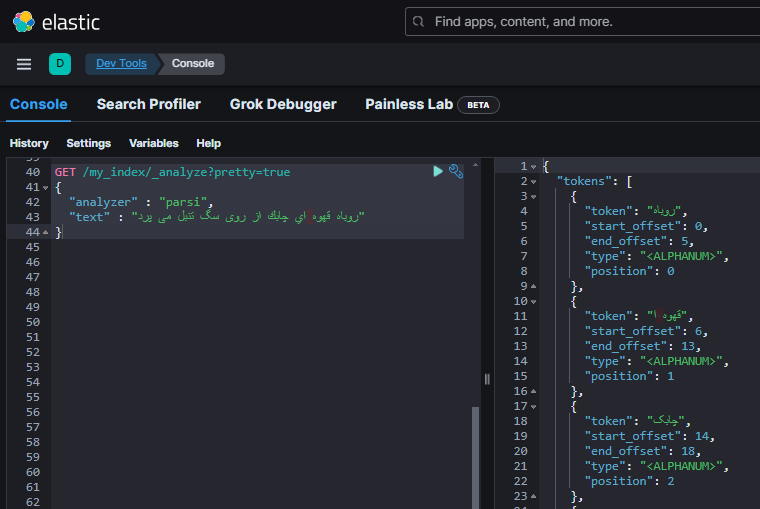 elastic
Find apps, content, and more.
D
Dev Tools
Console
Console
Search Profiler
Grok Debugger
Painless Lab
BETA
History
Settings
Variables
Help
40 GET /my_index/_analyze?pretty=true
41 {
42 "analyzer" : "parsi",
43 "text" : "روباه قهوه اي چابك از روی سگ تنبل می پرد"
44 }
45
46
47
48
49
50
51
52
53
54
55
56
57
58
59
60
61
62
1 {
2 "tokens": [
3 {
4 "token": "روباه",
5 "start_offset": 0,
6 "end_offset": 5,
7 "type": "<ALPHANUM>",
8 "position": 0
9 },
10 {
11 "token": "قهوه ا",
12 "start_offset": 6,
13 "end_offset": 13,
14 "type": "<ALPHANUM>",
15 "position": 1
16 },
17 {
18 "token": "چابک",
19 "start_offset": 14,
20 "end_offset": 18,
21 "type": "<ALPHANUM>",
22 "position": 2
23 },